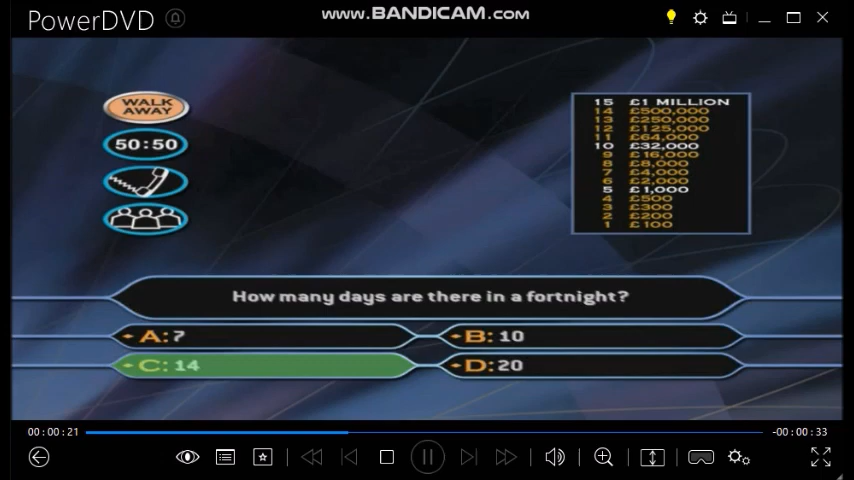 PowerDVD
www.BANDICAM.com
WALK
AWAY
50:50
15 £1 MILLION
14 £500,000
13 £250,000
12 £125,000
11 £64,000
10 £32,000
9 £16,000
8 £8,000
7 £4,000
6 £2,000
5 £1,000
4 £500
3 £300
2 £200
1 £100
How many days are there in a fortnight?
A: 7
B: 10
C: 14
D: 20
00:00:21
-00:00:33